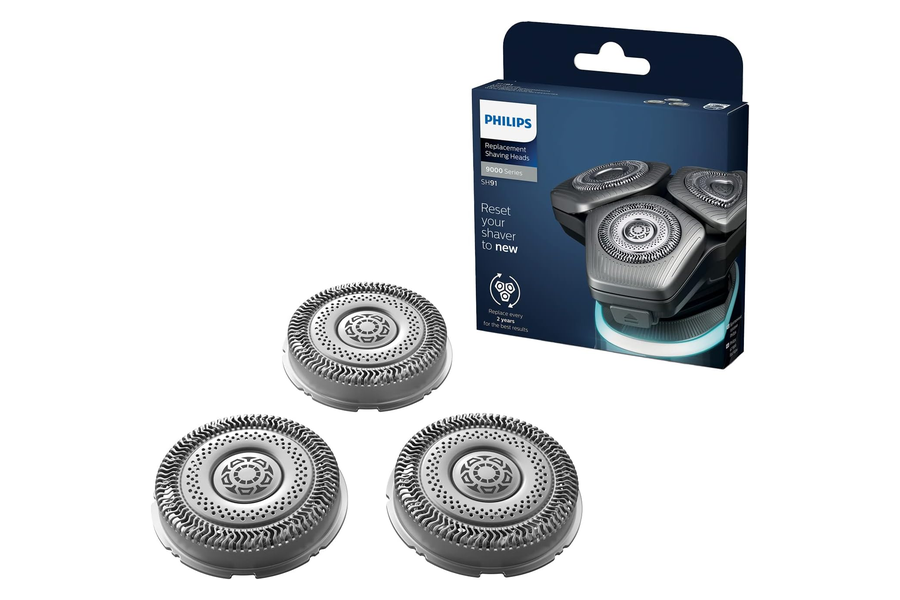 PHILIPS
Replacement
Shaving Heads
9000 Series
SH91
Reset
your
shaver
to new
Replace every
2 years
for the best results